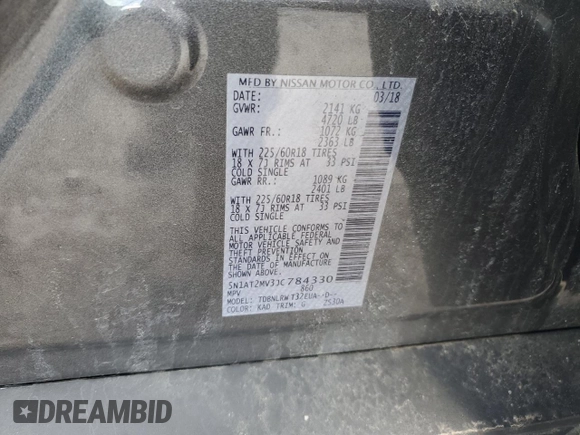 MFD BY NISSAN MOTOR CO., LTD.
DATE: 03/18
GVWR: 2141 KG
4720 LB
GAWR FR.: 1072 KG
2363 LB
WITH 225/60R18 TIRES
18 X 7J RIMS AT 33 PSI
COLD SINGLE
GAWR RR.: 1089 KG
2401 LB
WITH 225/60R18 TIRES
18 X 7J RIMS AT 33 PSI
COLD SINGLE
THIS VEHICLE CONFORMS TO
ALL APPLICABLE FEDERAL
MOTOR VEHICLE SAFETY AND
THEFT PREVENTION
STANDARDS IN EFFECT ON
THE DATE OF MANUFACTURE
SHOWN ABOVE.
5N1AT2MV3JC784330
MPV 860
MODEL:
COLOR: KAD TRIM: G
DREAMBID